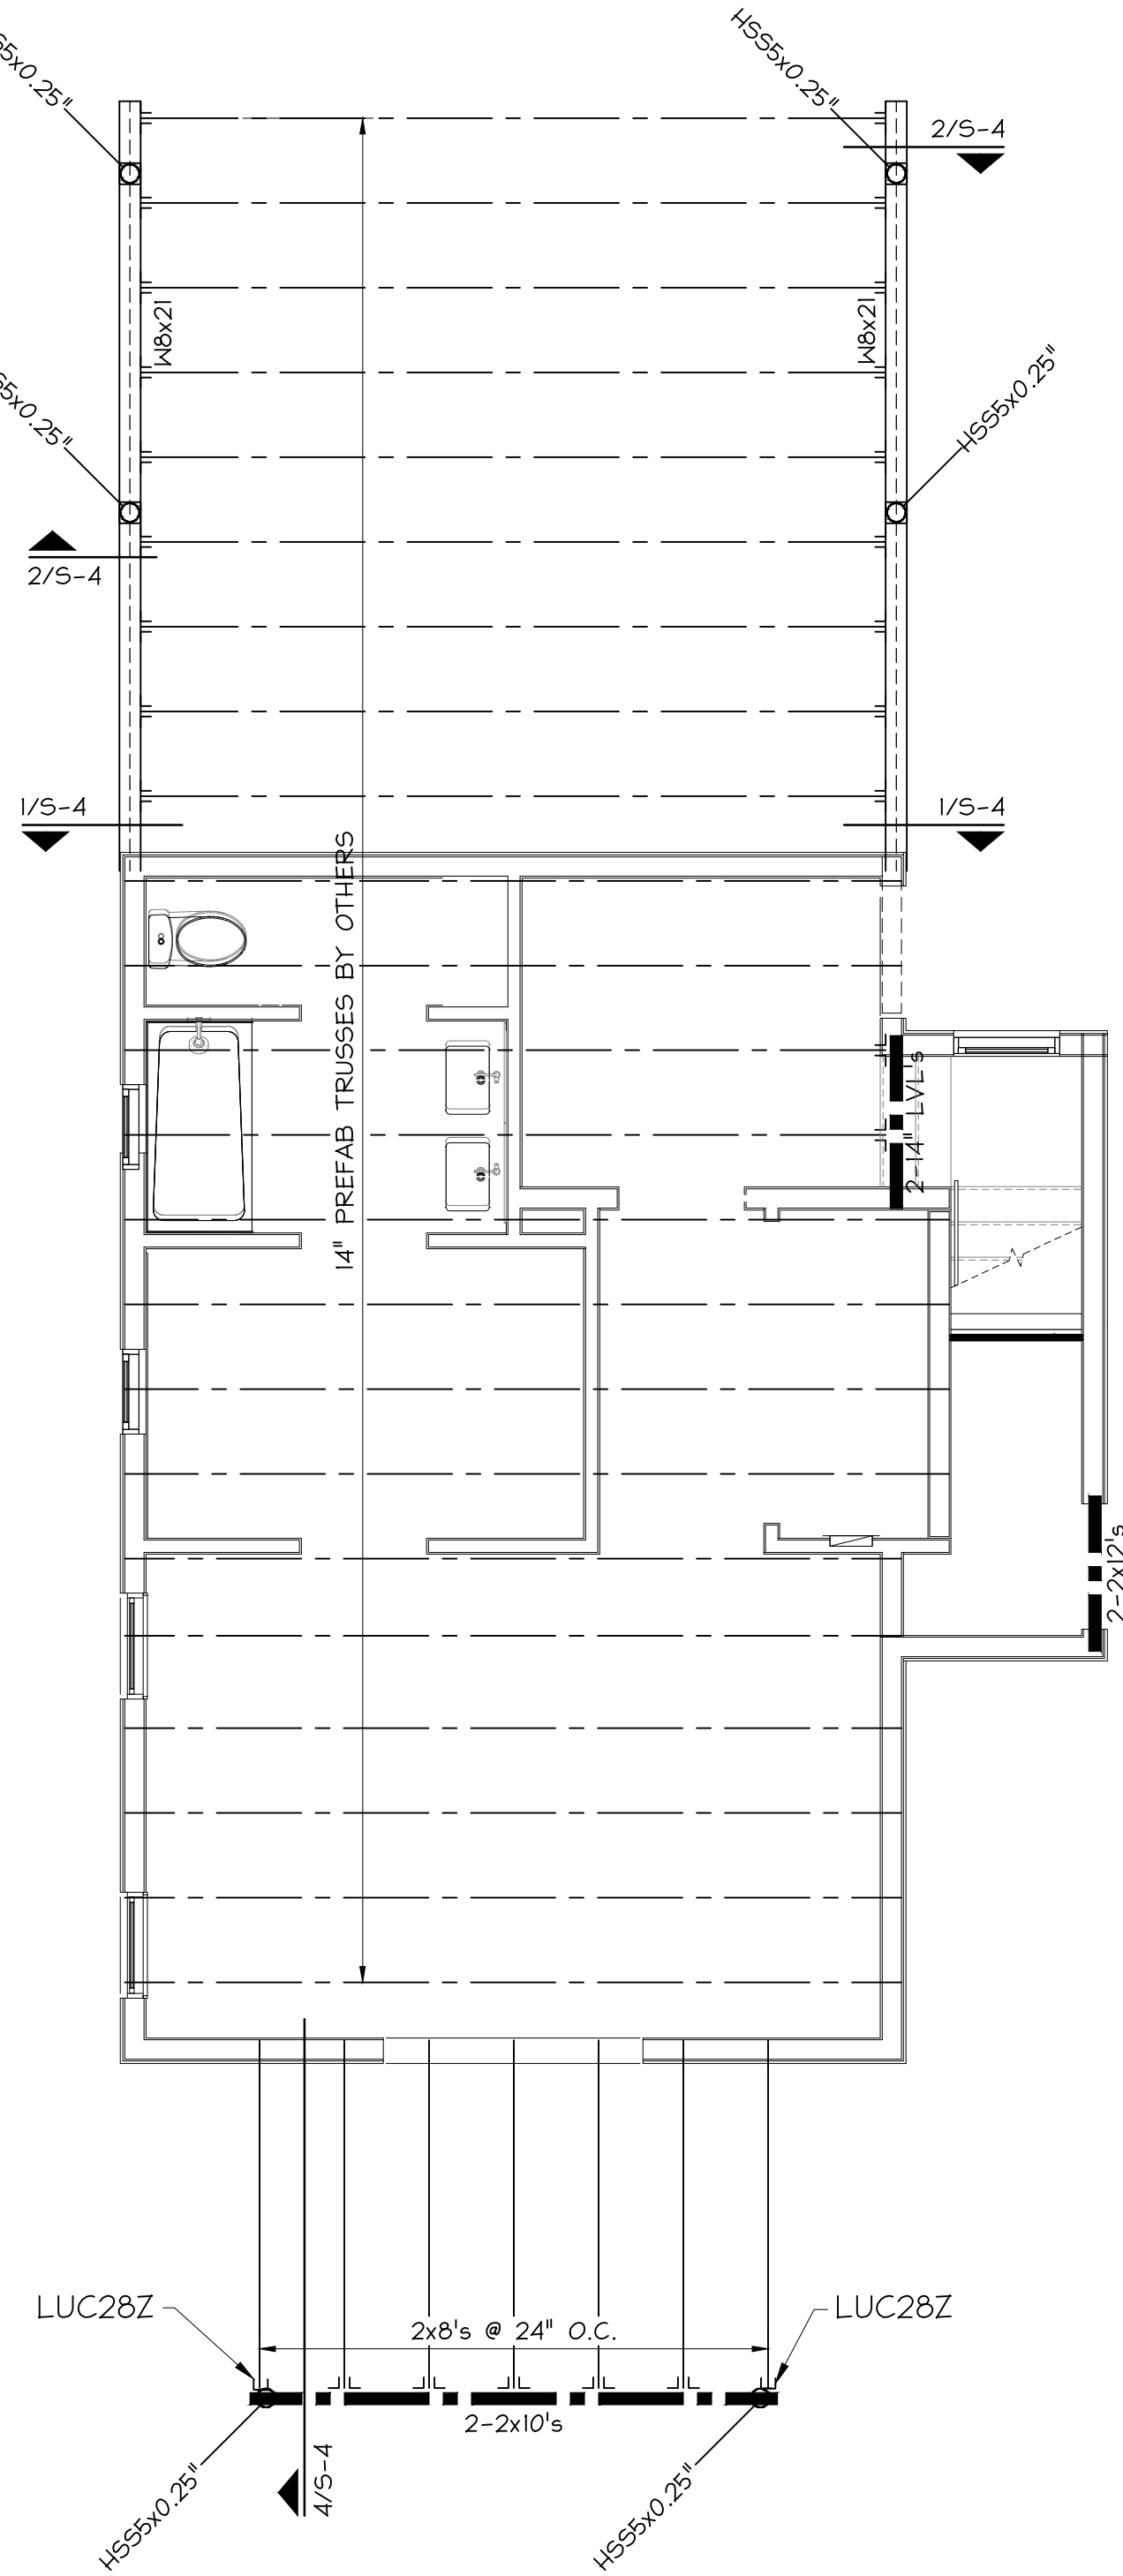 HSS5x0.25"
2/S-4
W8x21
W8x21
HSS5x0.25"
2/S-4
1/S-4
1/S-4
14" PREFAB TRUSSES BY OTHERS
2-14" LVL's
2-2x12's
LUC28Z
LUC28Z
2x8's @ 24" O.C.
2-2x10's
HSS5x0.25"
4/S-4
HSS5x0.25"